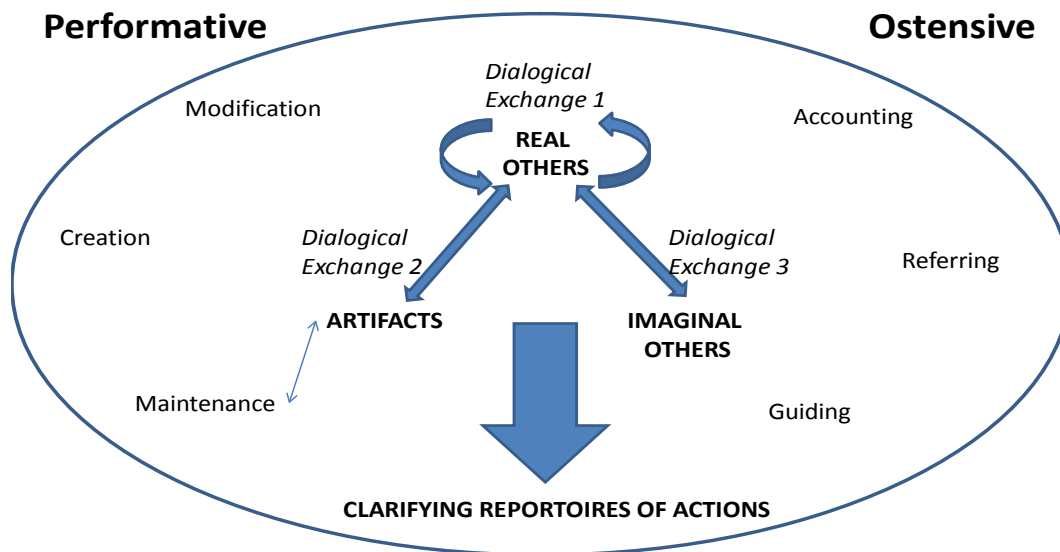 Performative
Ostensive
Dialogical
Exchange 1
Modification
Accounting
REAL
OTHERS
Creation
Dialogical
Exchange 2
Dialogical
Exchange 3
Referring
ARTIFACTS
IMAGINAL
OTHERS
Maintenance
Guiding
CLARIFYING REPORTOIRES OF ACTIONS